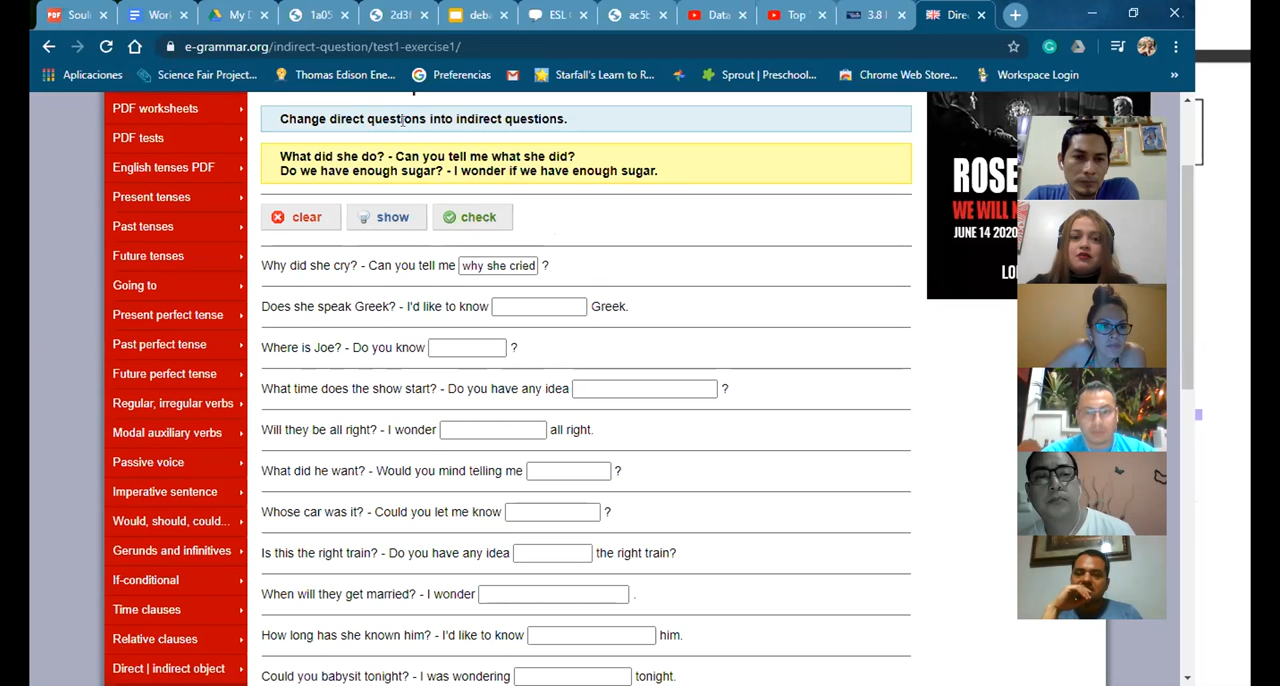 Soul
Work
My D
1a05
2d3f
deba
ESL
ac5b
Data
Top
3.8
Dire
e-grammar.org/indirect-question/test1-exercise1/
Aplicaciones
Science Fair Project...
Thomas Edison Ene...
Preferencias
Starfall's Learn to R...
Sprout | Preschool...
Chrome Web Store...
Workspace Login
PDF worksheets
PDF tests
English tenses PDF
Present tenses
Past tenses
Future tenses
Going to
Present perfect tense
Past perfect tense
Future perfect tense
Regular, irregular verbs
Modal auxiliary verbs
Passive voice
Imperative sentence
Would, should, could...
Gerunds and infinitives
If-conditional
Time clauses
Relative clauses
Direct | indirect object
Change direct questions into indirect questions.
What did she do? - Can you tell me what she did?
Do we have enough sugar? - I wonder if we have enough sugar.
clear show check
Why did she cry? - Can you tell me why she cried ?
Does she speak Greek? - I'd like to know Greek.
Where is Joe? - Do you know ?
What time does the show start? - Do you have any idea ?
Will they be all right? - I wonder all right.
What did he want? - Would you mind telling me ?
Whose car was it? - Could you let me know ?
Is this the right train? - Do you have any idea the right train?
When will they get married? - I wonder .
How long has she known him? - I'd like to know him.
Could you babysit tonight? - I was wondering tonight.
ROSE
WE WILL
JUNE 14 2020
LO